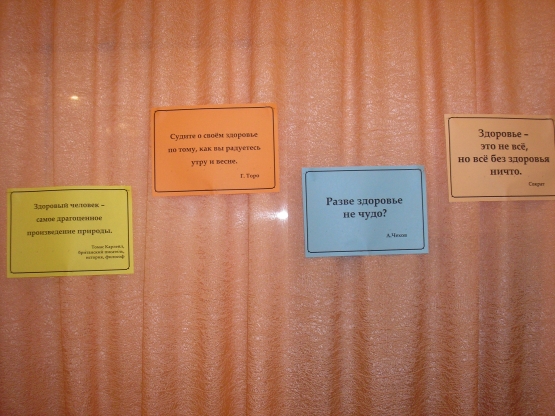 Здоровый человек –
самое драгоценное
произведение природы.
Томас Карлейл,
британский писатель,
историк, философ
Судите о своём здоровье
по тому, как вы радуетесь
утру и весне.
Г. Торо
Разве здоровье
не чудо?
А.Чехов
Здоровье –
это не всё,
но всё без здоровья
ничто.
Сократ